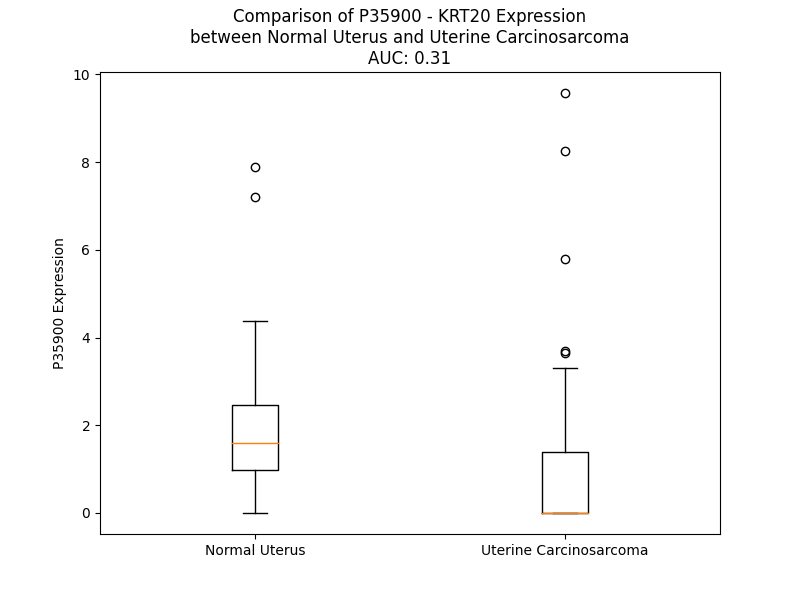 Comparison of P35900 - KRT20 Expression
between Normal Uterus and Uterine Carcinosarcoma
AUC: 0.31
10
8
6
4
2
0
P35900 Expression
Normal Uterus
Uterine Carcinosarcoma